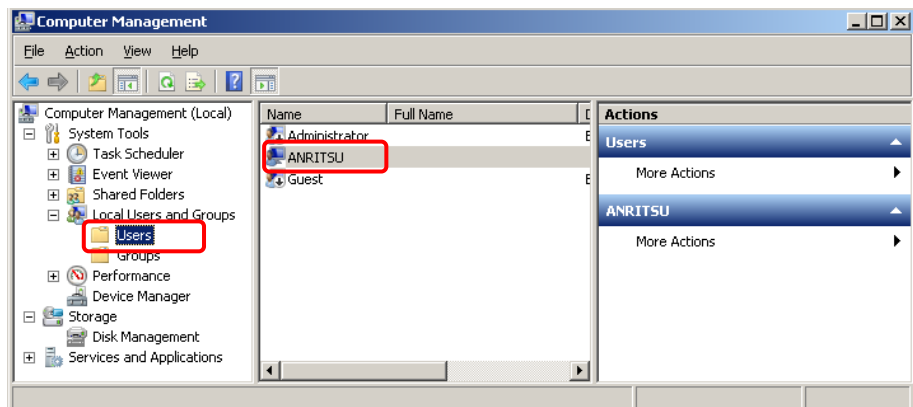 Computer Management
File Action View Help
Computer Management (Local)
System Tools
Task Scheduler
Event Viewer
Shared Folders
Local Users and Groups
Users
Groups
Performance
Device Manager
Storage
Disk Management
Services and Applications
Name Full Name
Administrator
ANRITSU
Guest
Actions
Users
More Actions
ANRITSU
More Actions